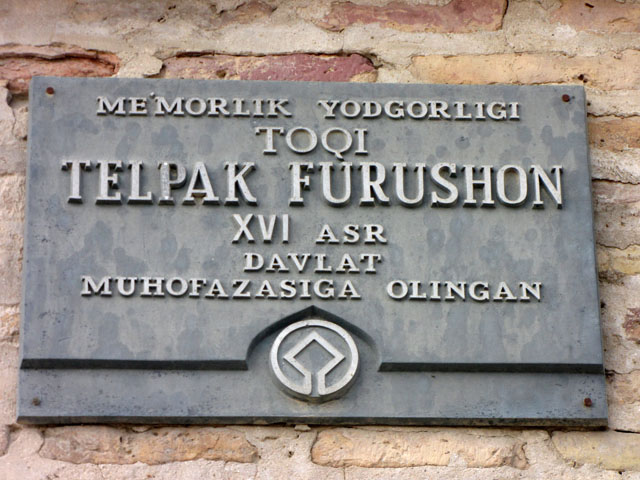 ME'MORLIK YODGORLIGI
TOQI
TELPAK FURUSHON
XVI ASR
DAVLAT
MUHOFAZASIGA OLINGAN